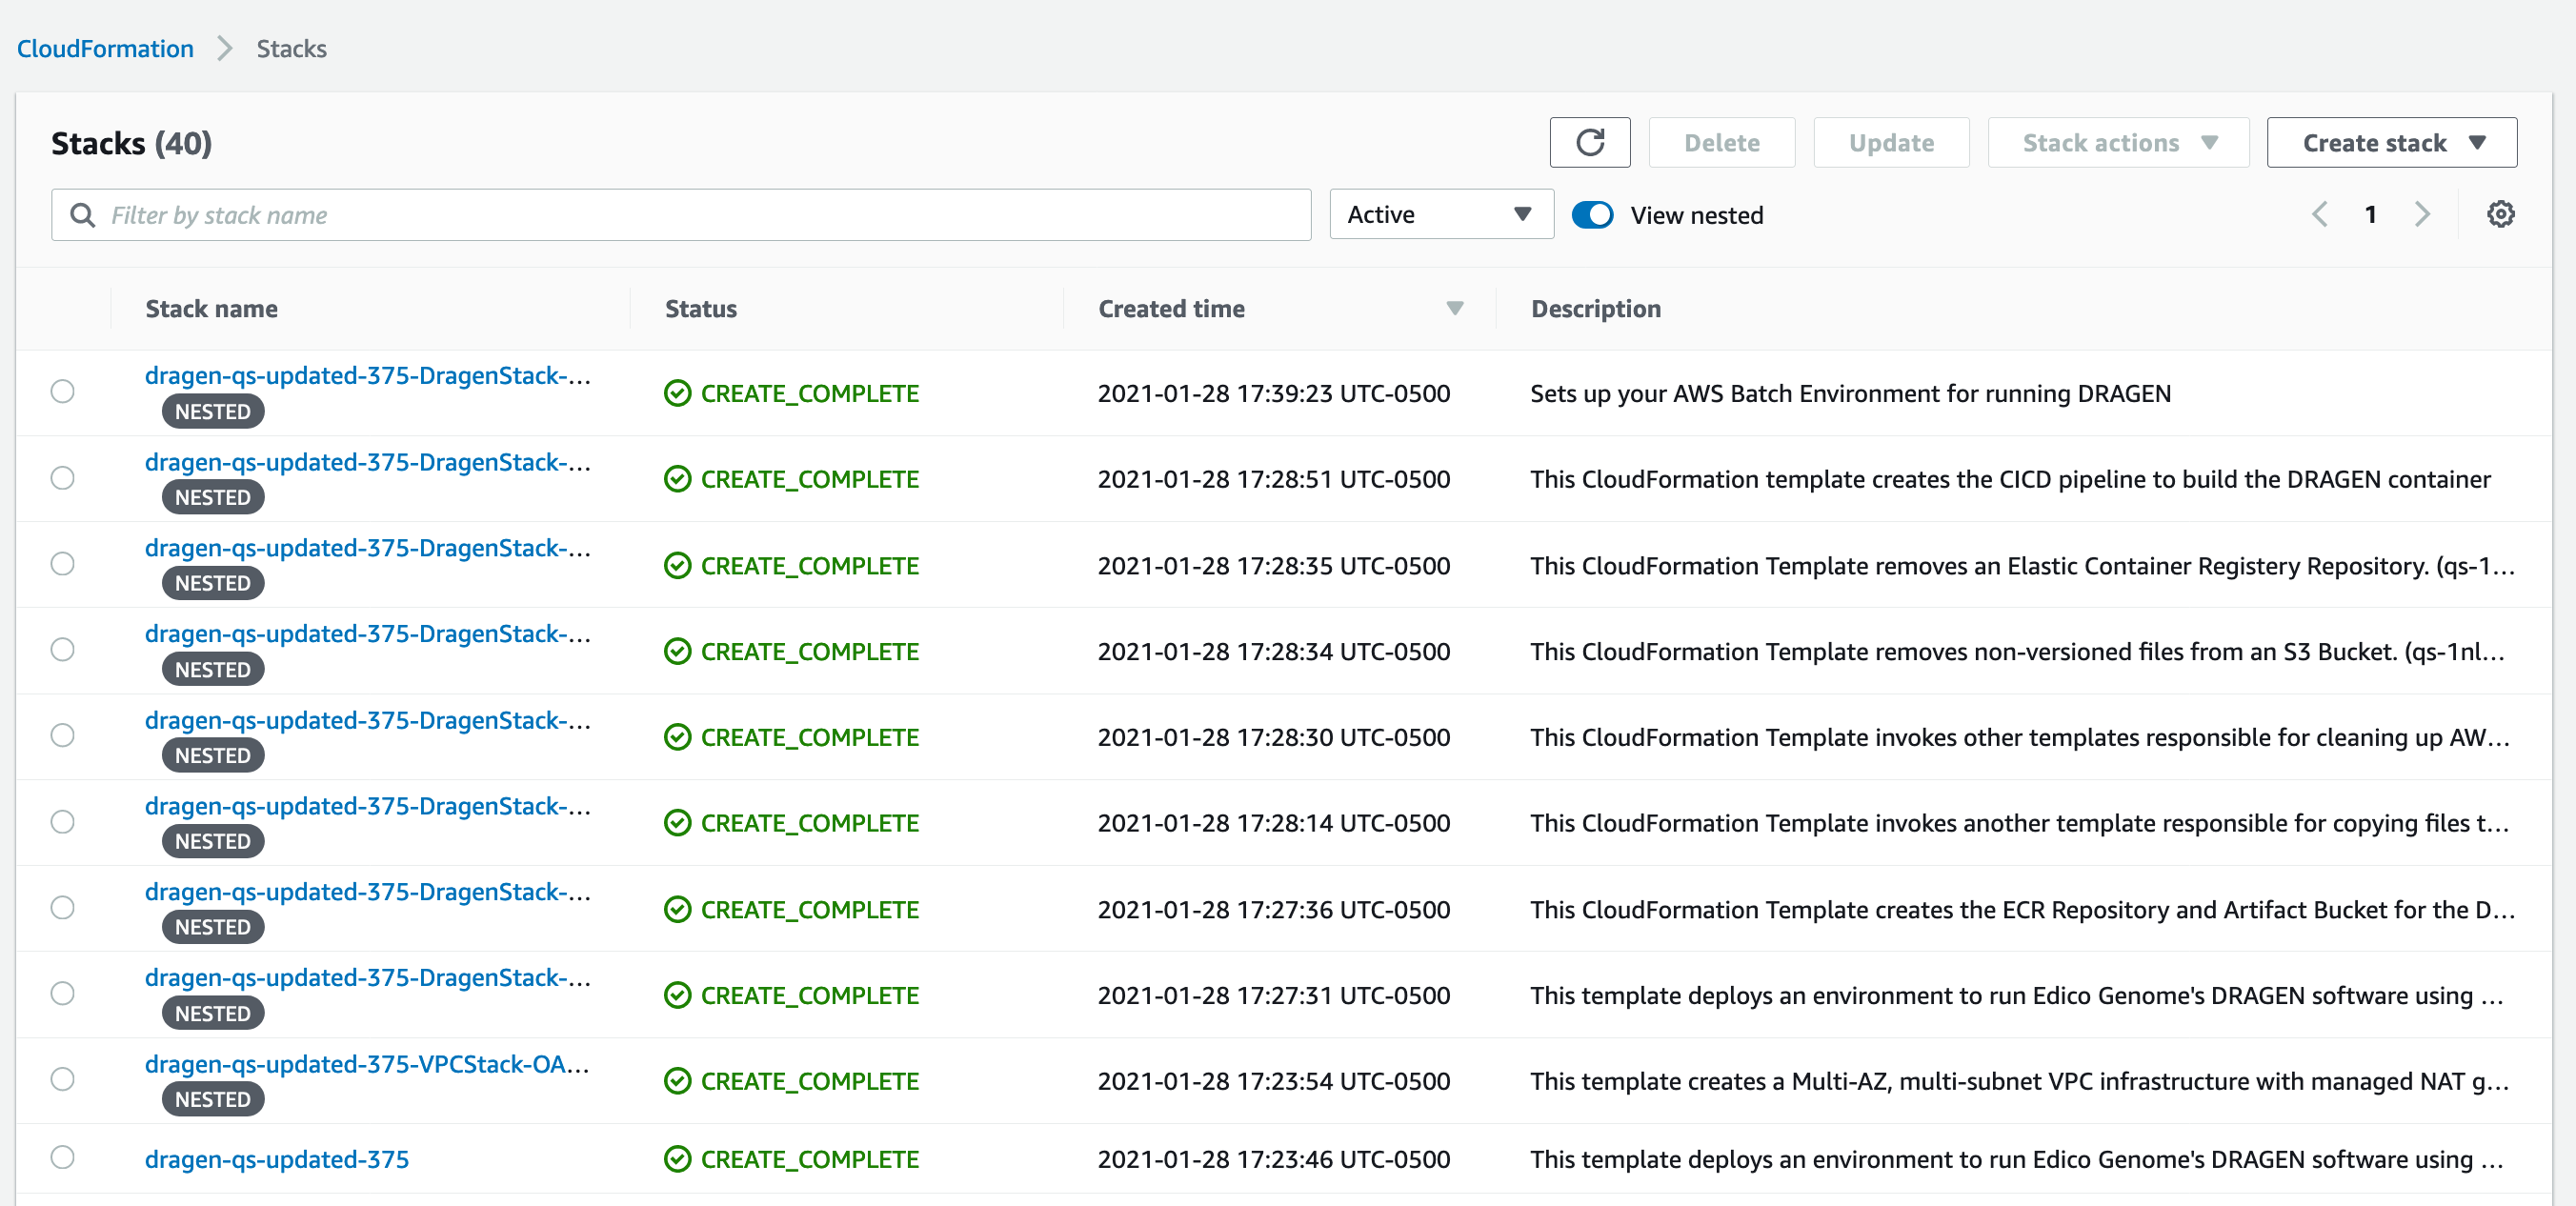 CloudFormation > Stacks
Stacks (40)
Delete
Update
Stack actions
Create stack
Filter by stack name
Active
View nested
1
Stack name Status Created time Description
dragen-qs-updated-375-DragenStack-...
NESTED
CREATE_COMPLETE 2021-01-28 17:39:23 UTC-0500 Sets up your AWS Batch Environment for running DRAGEN
dragen-qs-updated-375-DragenStack-...
NESTED
CREATE_COMPLETE 2021-01-28 17:28:51 UTC-0500 This CloudFormation template creates the CICD pipeline to build the DRAGEN container
dragen-qs-updated-375-DragenStack-...
NESTED
CREATE_COMPLETE 2021-01-28 17:28:35 UTC-0500 This CloudFormation Template removes an Elastic Container Registery Repository. (qs-1...
dragen-qs-updated-375-DragenStack-...
NESTED
CREATE_COMPLETE 2021-01-28 17:28:34 UTC-0500 This CloudFormation Template removes non-versioned files from an S3 Bucket. (qs-1nl...
dragen-qs-updated-375-DragenStack-...
NESTED
CREATE_COMPLETE 2021-01-28 17:28:30 UTC-0500 This CloudFormation Template invokes other templates responsible for cleaning up AW...
dragen-qs-updated-375-DragenStack-...
NESTED
CREATE_COMPLETE 2021-01-28 17:28:14 UTC-0500 This CloudFormation Template invokes another template responsible for copying files t...
dragen-qs-updated-375-DragenStack-...
NESTED
CREATE_COMPLETE 2021-01-28 17:27:36 UTC-0500 This CloudFormation Template creates the ECR Repository and Artifact Bucket for the D...
dragen-qs-updated-375-DragenStack-...
NESTED
CREATE_COMPLETE 2021-01-28 17:27:31 UTC-0500 This template deploys an environment to run Edico Genome's DRAGEN software using ...
dragen-qs-updated-375-VPCStack-OA...
NESTED
CREATE_COMPLETE 2021-01-28 17:23:54 UTC-0500 This template creates a Multi-AZ, multi-subnet VPC infrastructure with managed NAT g...
dragen-qs-updated-375 CREATE_COMPLETE 2021-01-28 17:23:46 UTC-0500 This template deploys an environment to run Edico Genome's DRAGEN software using ...